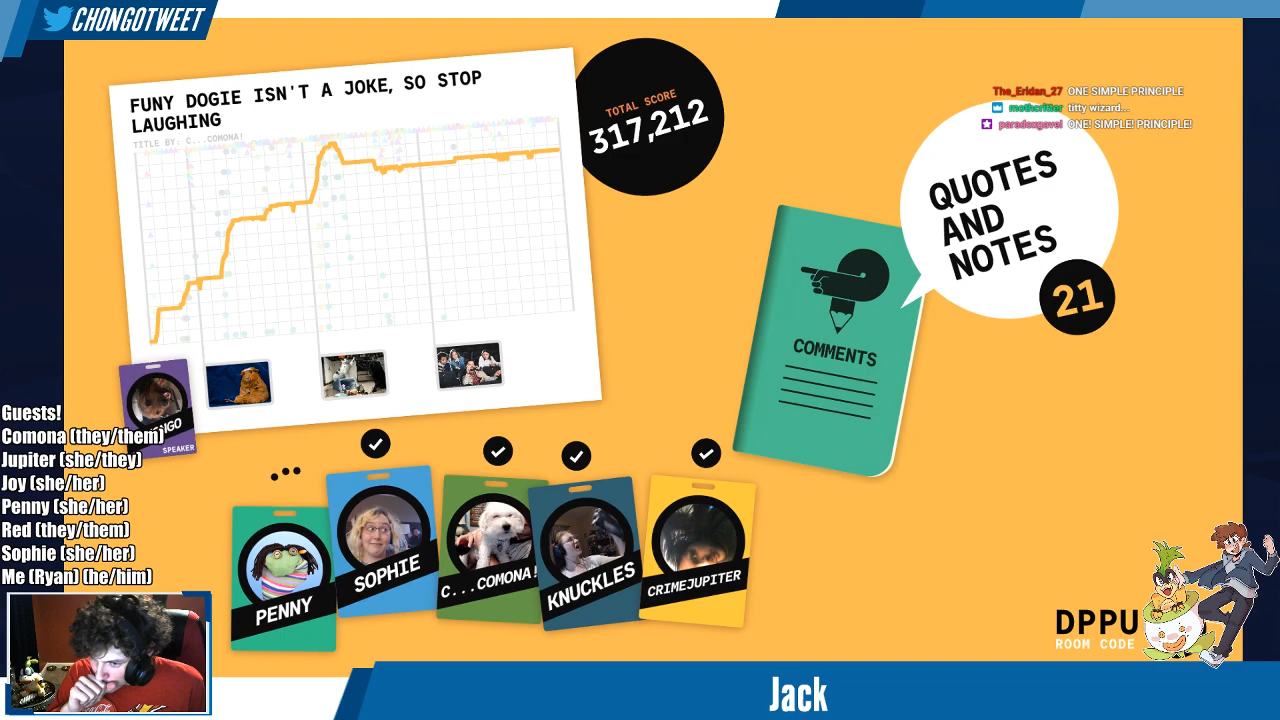 CHONGOTWEET
FUNY DOGIE ISN'T A JOKE, SO STOP
LAUGHING
TITLE BY: C...COMONA!
TOTAL SCORE
317,212
The_Eridan_27 ONE SIMPLE PRINCIPLE
mothcritter titty wizard...
paradoxgavel ONE! SIMPLE! PRINCIPLE!
QUOTES
AND
NOTES
21
COMMENTS
SPEAKER
Guests!
Comona (they/them)
Jupiter (she/they)
Joy (she/her)
Penny (she/her)
Red (they/them)
Sophie (she/her)
Me (Ryan) (he/him)
PENNY
SOPHIE
C...COMONA!
KNUCKLES
CRIMEJUPITER
DPPU
ROOM CODE
Jack